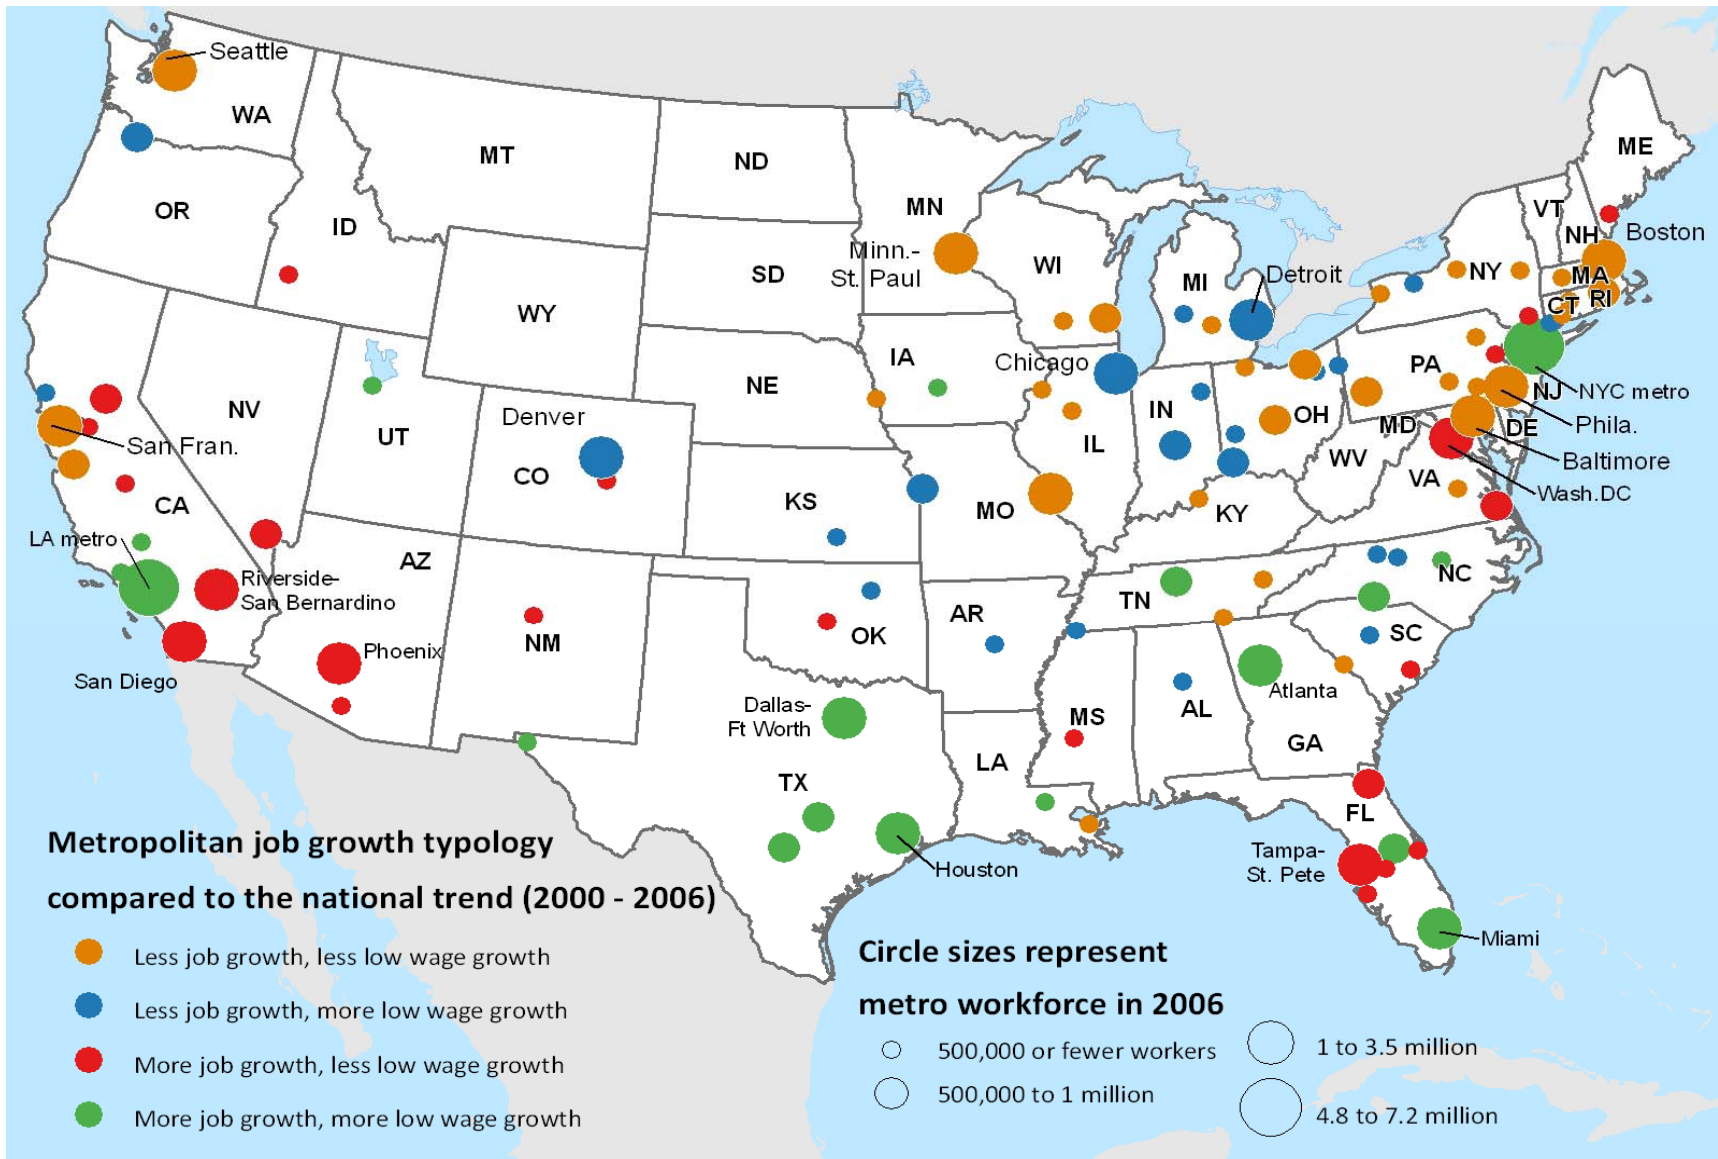 Seattle
WA
MT
ND
ME
OR
ID
MN
VT
NH
Boston
Minn.-
St. Paul
WI
SD
MI
Detroit
NY
MA
CT
RI
WY
IA
Chicago
NE
PA
NJ
NYC metro
Denver
NV
UT
CO
IN
OH
IL
MD
DE
Phila.
San Fran.
WV
Baltimore
VA
Wash.DC
CA
KS
MO
KY
LA metro
AZ
Riverside-
San Bernardino
NC
TN
AR
NM
OK
SC
Phoenix
San Diego
Atlanta
Dallas-
Ft Worth
MS
AL
GA
LA
TX
FL
Tampa-
St. Pete
Houston
Miami
Metropolitan job growth typology
compared to the national trend (2000 - 2006)
Less job growth, less low wage growth
Less job growth, more low wage growth
More job growth, less low wage growth
More job growth, more low wage growth
Circle sizes represent
metro workforce in 2006
500,000 or fewer workers
500,000 to 1 million
1 to 3.5 million
4.8 to 7.2 million